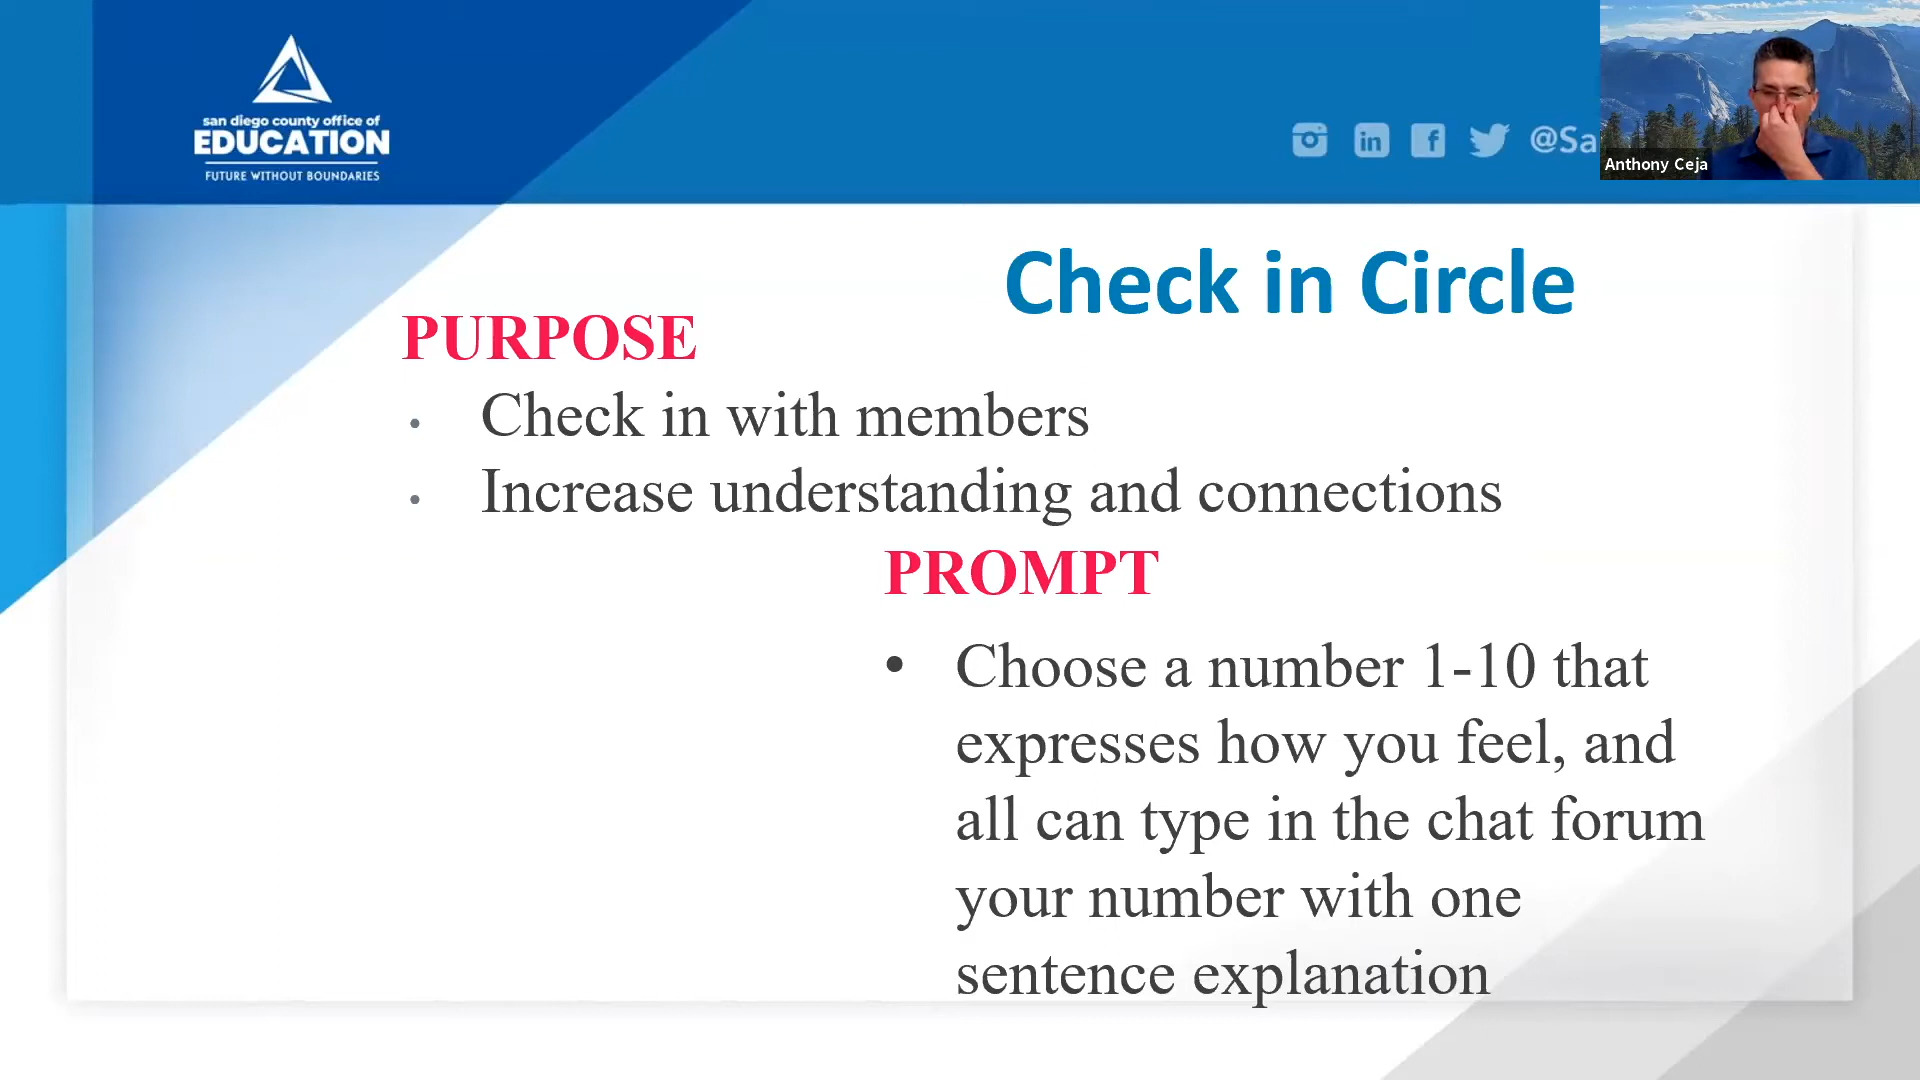 san diego county office of
EDUCATION
FUTURE WITHOUT BOUNDARIES
@Sa
Anthony Ceja
Check in Circle
PURPOSE
• Check in with members
• Increase understanding and connections
PROMPT
• Choose a number 1-10 that
expresses how you feel, and
all can type in the chat forum
your number with one
sentence explanation